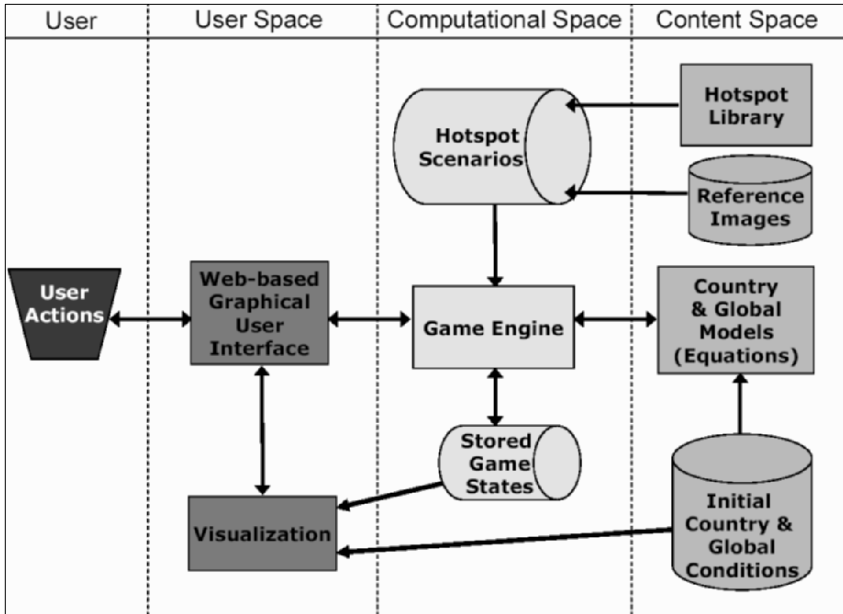 User
User Space
Computational Space
Content Space
Hotspot
Scenarios
Hotspot
Library
Reference
Images
User
Actions
Web-based
Graphical
User
Interface
Game Engine
Country
& Global
Models
(Equations)
Stored
Game
States
Visualization
Initial
Country &
Global
Conditions